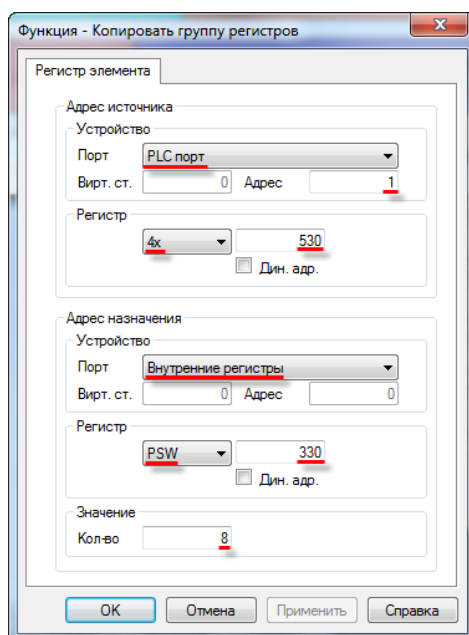 Функция - Копировать группу регистров
Регистр элемента
Адрес источника
Устройство
Порт PLC порт
Вирт. ст. 0 Адрес 1
Регистр
4x 530
Дин. адр.
Адрес назначения
Устройство
Порт Внутренние регистры
Вирт. ст. 0 Адрес 0
Регистр
PSW 330
Дин. адр.
Значение
Кол-во 8
OK Отмена Применить Справка